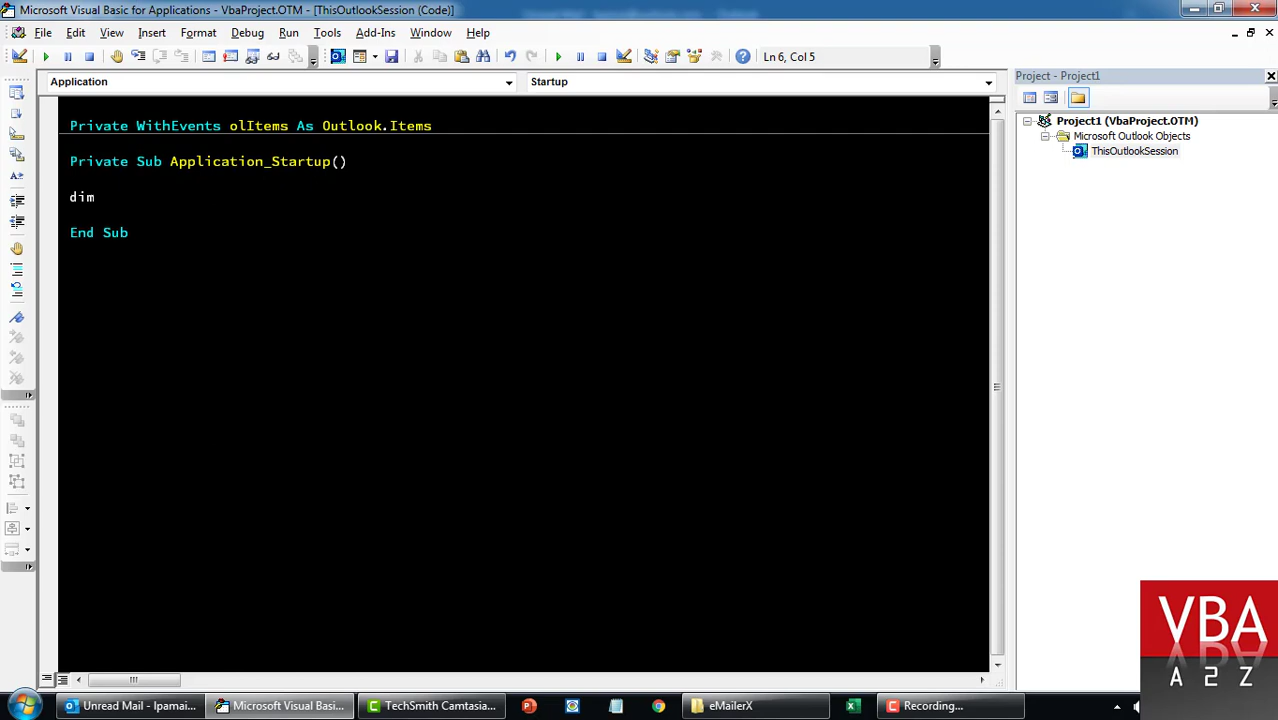 Microsoft Visual Basic for Applications - VbaProject.OTM - [ThisOutlookSession (Code)]
File Edit View Insert Format Debug Run Tools Add-Ins Window Help
Ln 6, Col 5
Application
Startup
Private WithEvents olItems As Outlook.Items
Private Sub Application_Startup()
dim
End Sub
Project - Project1
Project1 (VbaProject.OTM)
Microsoft Outlook Objects
ThisOutlookSession
VBA
A 2 Z
Unread Mail - Ipamai...
Microsoft Visual Basi...
TechSmith Camtasia...
eMailerX
Recording...